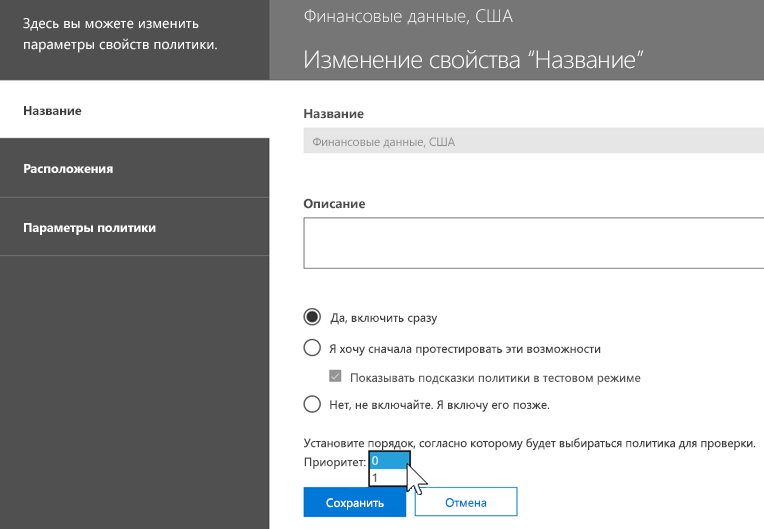 Здесь вы можете изменить
параметры свойств политики.
Название
Расположения
Параметры политики
Финансовые данные, США
Изменение свойства “Название”
Название
Финансовые данные, США
Описание
Да, включить сразу
Я хочу сначала протестировать эти возможности
Показывать подсказки политики в тестовом режиме
Нет, не включайте. Я включу его позже.
Установите порядок, согласно которому будет выбираться политика для проверки.
Приоритет: 0
1
Сохранить Отмена